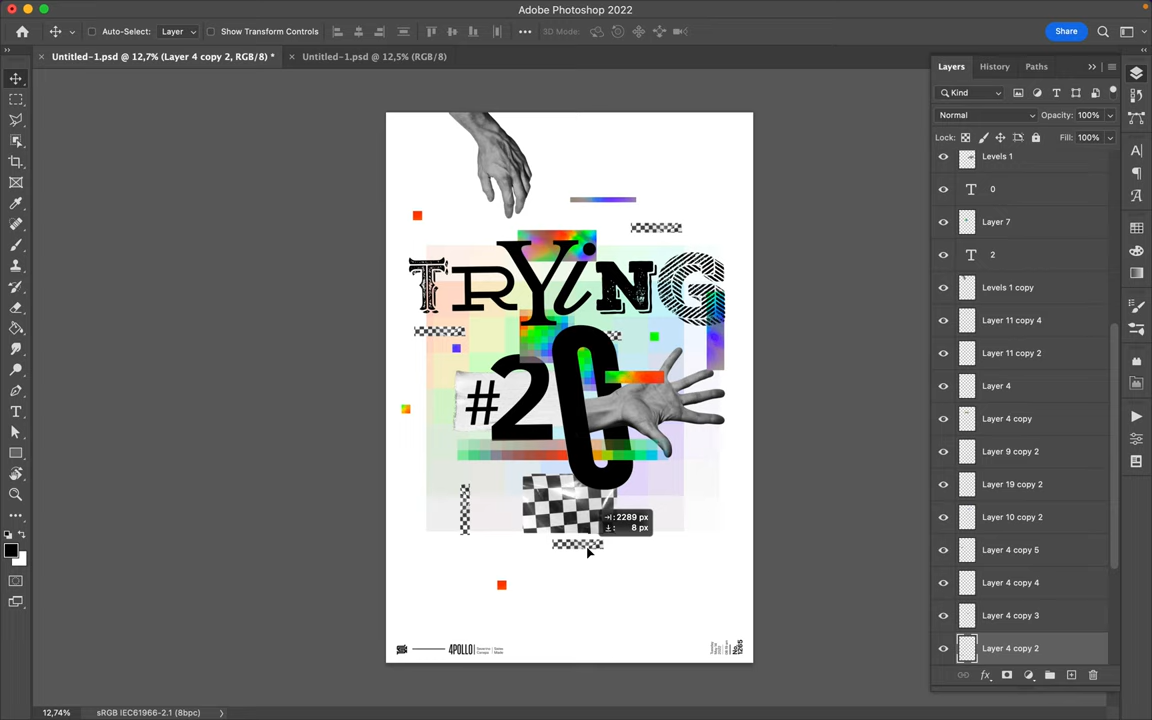 Adobe Photoshop 2022
Auto-Select: Layer Show Transform Controls 3D Mode: Share
Untitled-1.psd @ 12,7% (Layer 4 copy 2, RGB/8) *
Untitled-1.psd @ 12,5% (RGB/8)
Layers History Paths
Kind
Normal Opacity: 100%
Lock: Fill: 100%
Levels 1
T 0
Layer 7
T 2
Levels 1 copy
Layer 11 copy 4
Layer 11 copy 2
Layer 4
Layer 4 copy
Layer 9 copy 2
Layer 19 copy 2
Layer 10 copy 2
Layer 4 copy 5
Layer 4 copy 4
Layer 4 copy 3
Layer 4 copy 2
fx
TRYiNG
#20
2289 px
8 px
4POLLO
No. 1265
12,74% sRGB IEC61966-2.1 (8bpc)